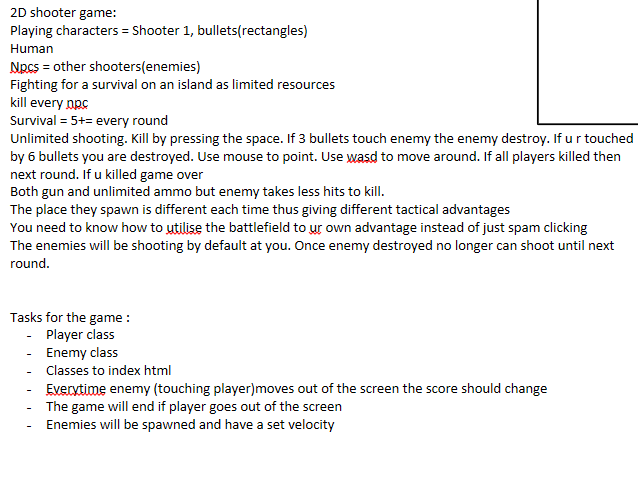 2D shooter game:
Playing characters = Shooter 1, bullets(rectangles)
Human
Npcs = other shooters(enemies)
Fighting for a survival on an island as limited resources
kill every npc
Survival = 5+= every round
Unlimited shooting. Kill by pressing the space. If 3 bullets touch enemy the enemy destroy. If u r touched
by 6 bullets you are destroyed. Use mouse to point. Use wasd to move around. If all players killed then
next round. If u killed game over
Both gun and unlimited ammo but enemy takes less hits to kill.
The place they spawn is different each time thus giving different tactical advantages
You need to know how to utilise the battlefield to ur own advantage instead of just spam clicking
The enemies will be shooting by default at you. Once enemy destroyed no longer can shoot until next
round.
Tasks for the game :
- Player class
- Enemy class
- Classes to index html
- Everytime enemy (touching player)moves out of the screen the score should change
- The game will end if player goes out of the screen
- Enemies will be spawned and have a set velocity